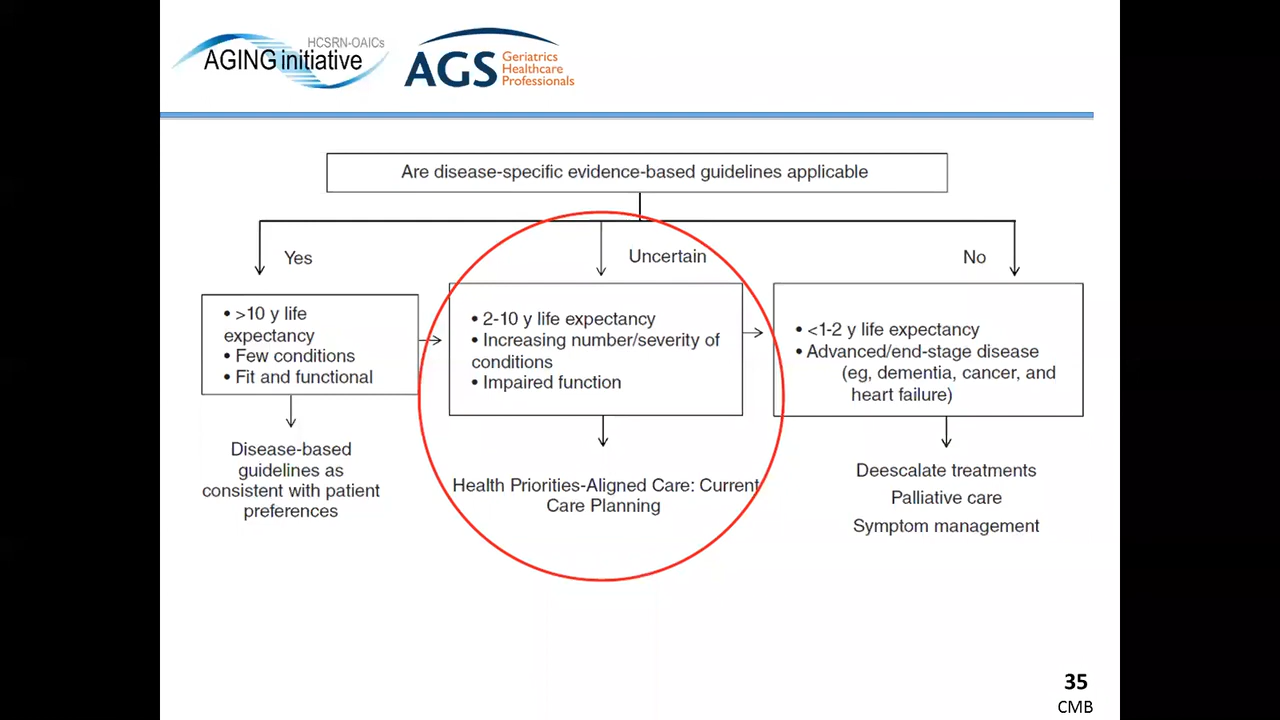 HCSRN-OAICs
AGING initiative
AGS
Geriatrics
Healthcare
Professionals
Are disease-specific evidence-based guidelines applicable
Yes
Uncertain
No
• >10 y life
expectancy
• Few conditions
• Fit and functional
• 2-10 y life expectancy
• Increasing number/severity of
conditions
• Impaired function
• <1-2 y life expectancy
• Advanced/end-stage disease
(eg, dementia, cancer, and
heart failure)
Disease-based
guidelines as
consistent with patient
preferences
Health Priorities-Aligned Care: Current
Care Planning
Deescalate treatments
Palliative care
Symptom management
35
CMB